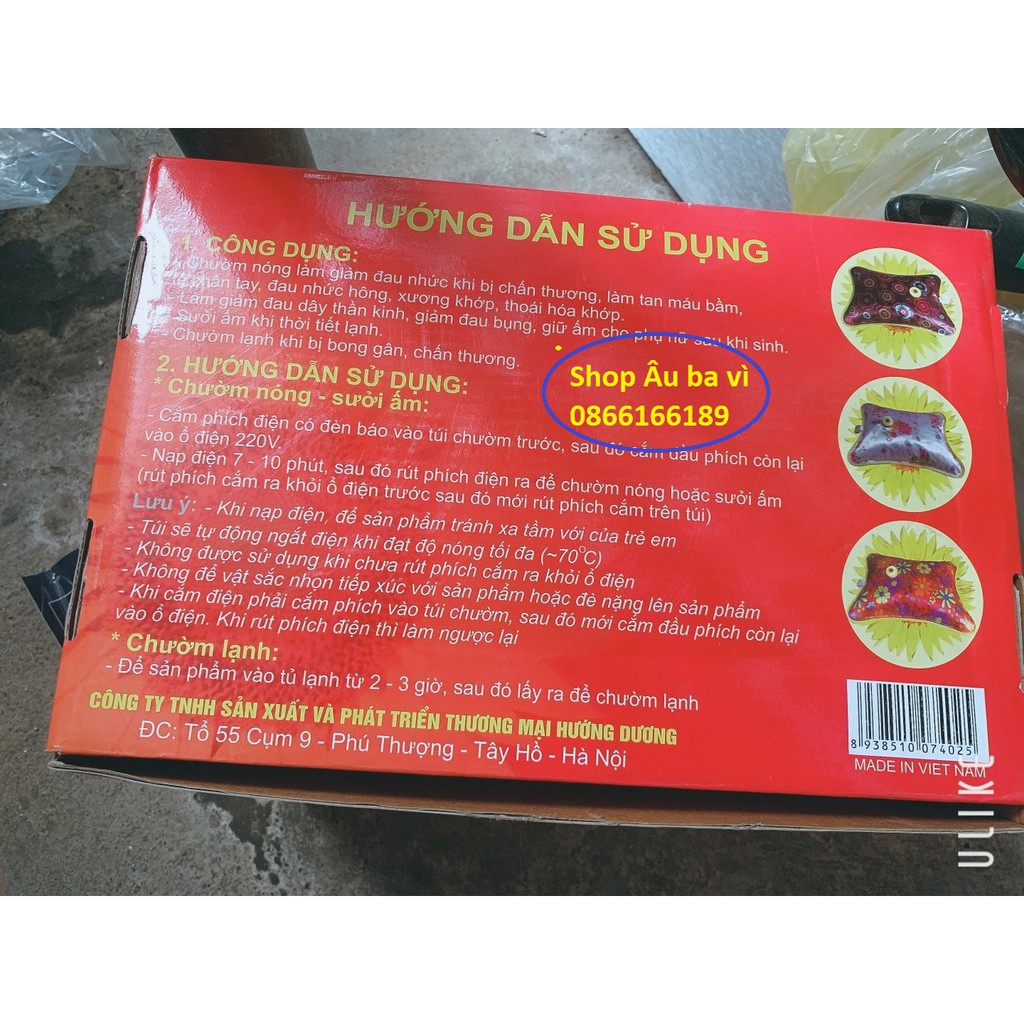 HƯỚNG DẪN SỬ DỤNG
1. CÔNG DỤNG:
- Chườm nóng làm giảm đau nhức khi bị chấn thương, làm tan máu bầm,
chân tay, đau nhức hông, xương khớp, thoái hóa khớp.
- Làm giảm đau dây thần kinh, giảm đau bụng, giữ ấm cho phụ nữ sau khi sinh.
- Sưởi ấm khi thời tiết lạnh.
- Chườm lạnh khi bị bong gân, chấn thương.
Shop Âu ba vì
0866166189
2. HƯỚNG DẪN SỬ DỤNG:
* Chườm nóng - sưởi ấm:
- Cắm phích điện có đèn báo vào túi chườm trước, sau đó cắm đầu phích còn lại
vào ổ điện 220V.
- Nạp điện 7 - 10 phút, sau đó rút phích điện ra để chườm nóng hoặc sưởi ấm
(rút phích cắm ra khỏi ổ điện trước sau đó mới rút phích cắm trên túi)
Lưu ý: - Khi nạp điện, để sản phẩm tránh xa tầm với của trẻ em
- Túi sẽ tự động ngắt điện khi đạt độ nóng tối đa (~70°C)
- Không được sử dụng khi chưa rút phích cắm ra khỏi ổ điện
- Không để vật sắc nhọn tiếp xúc với sản phẩm hoặc đè nặng lên sản phẩm
- Khi cắm điện phải cắm phích vào túi chườm, sau đó mới cắm đầu phích còn lại
vào ổ điện. Khi rút phích điện thì làm ngược lại
* Chườm lạnh:
- Để sản phẩm vào tủ lạnh từ 2 - 3 giờ, sau đó lấy ra để chườm lạnh
CÔNG TY TNHH SẢN XUẤT VÀ PHÁT TRIỂN THƯƠNG MẠI HƯỚNG DƯƠNG
ĐC: Tổ 55 Cụm 9 - Phú Thượng - Tây Hồ - Hà Nội
8 938510 074025
MADE IN VIET NAM
ULIKE